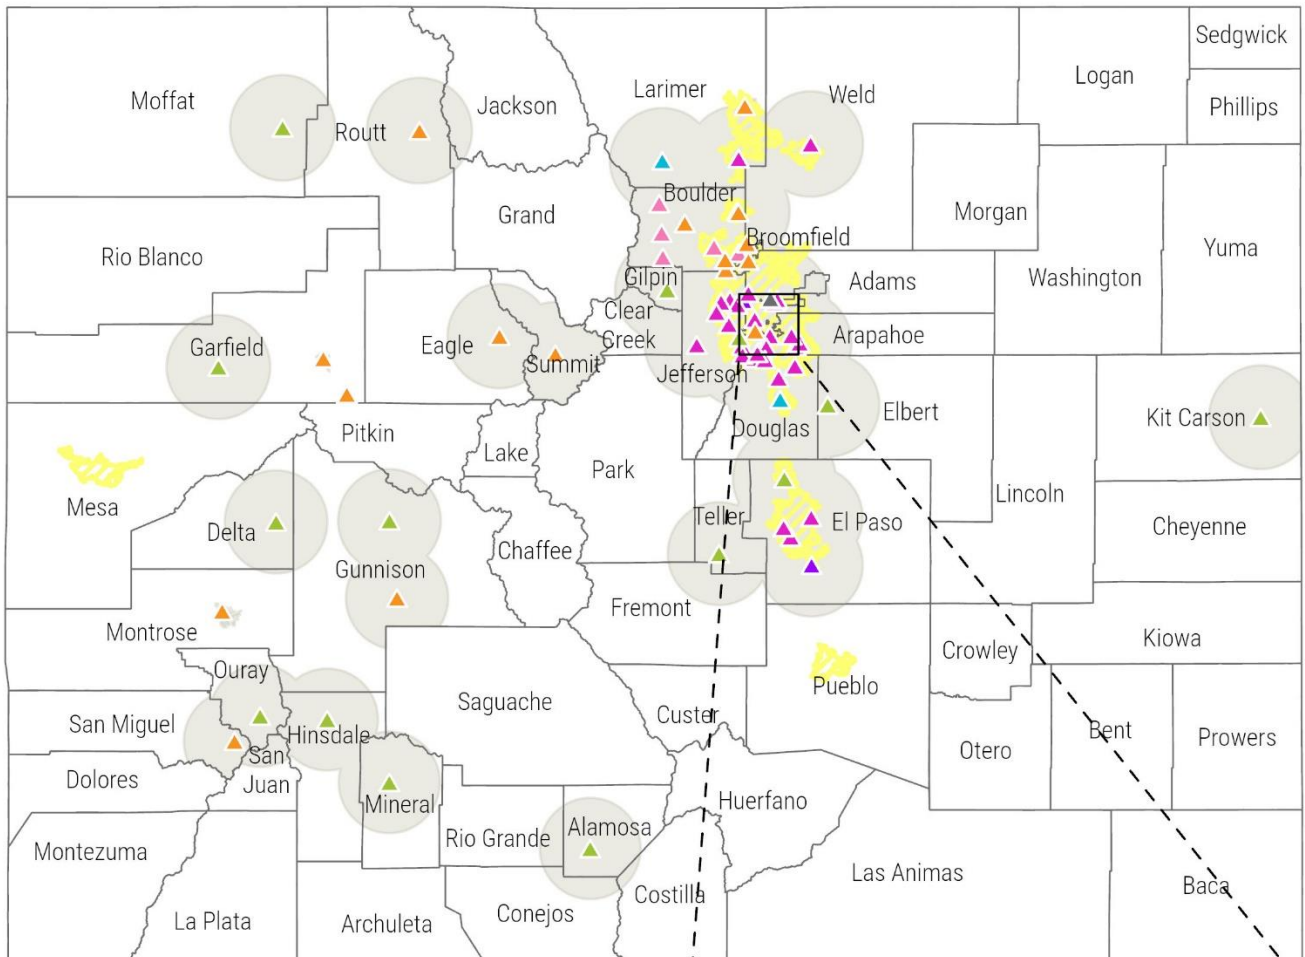 Sedgwick
Logan
Moffat
Larimer
Weld
Jackson
Phillips
Routt
Boulder
Morgan
Grand
Broomfield
Yuma
Rio Blanco
Gilpin
Adams
Washington
Clear
Creek
Garfield
Eagle
Summit
Arapahoe
Jefferson
Elbert
Kit Carson
Pitkin
Douglas
Lake
Park
Mesa
Lincoln
Teller
El Paso
Delta
Cheyenne
Chaffee
Gunnison
Fremont
Montrose
Kiowa
Crowley
Ouray
Pueblo
Saguache
San Miguel
Custer
Hinsdale
Bent
Prowers
San
Juan
Otero
Dolores
Mineral
Huerfano
Alamosa
Rio Grande
Montezuma
Las Animas
Baca
Costilla
Conejos
La Plata
Archuleta